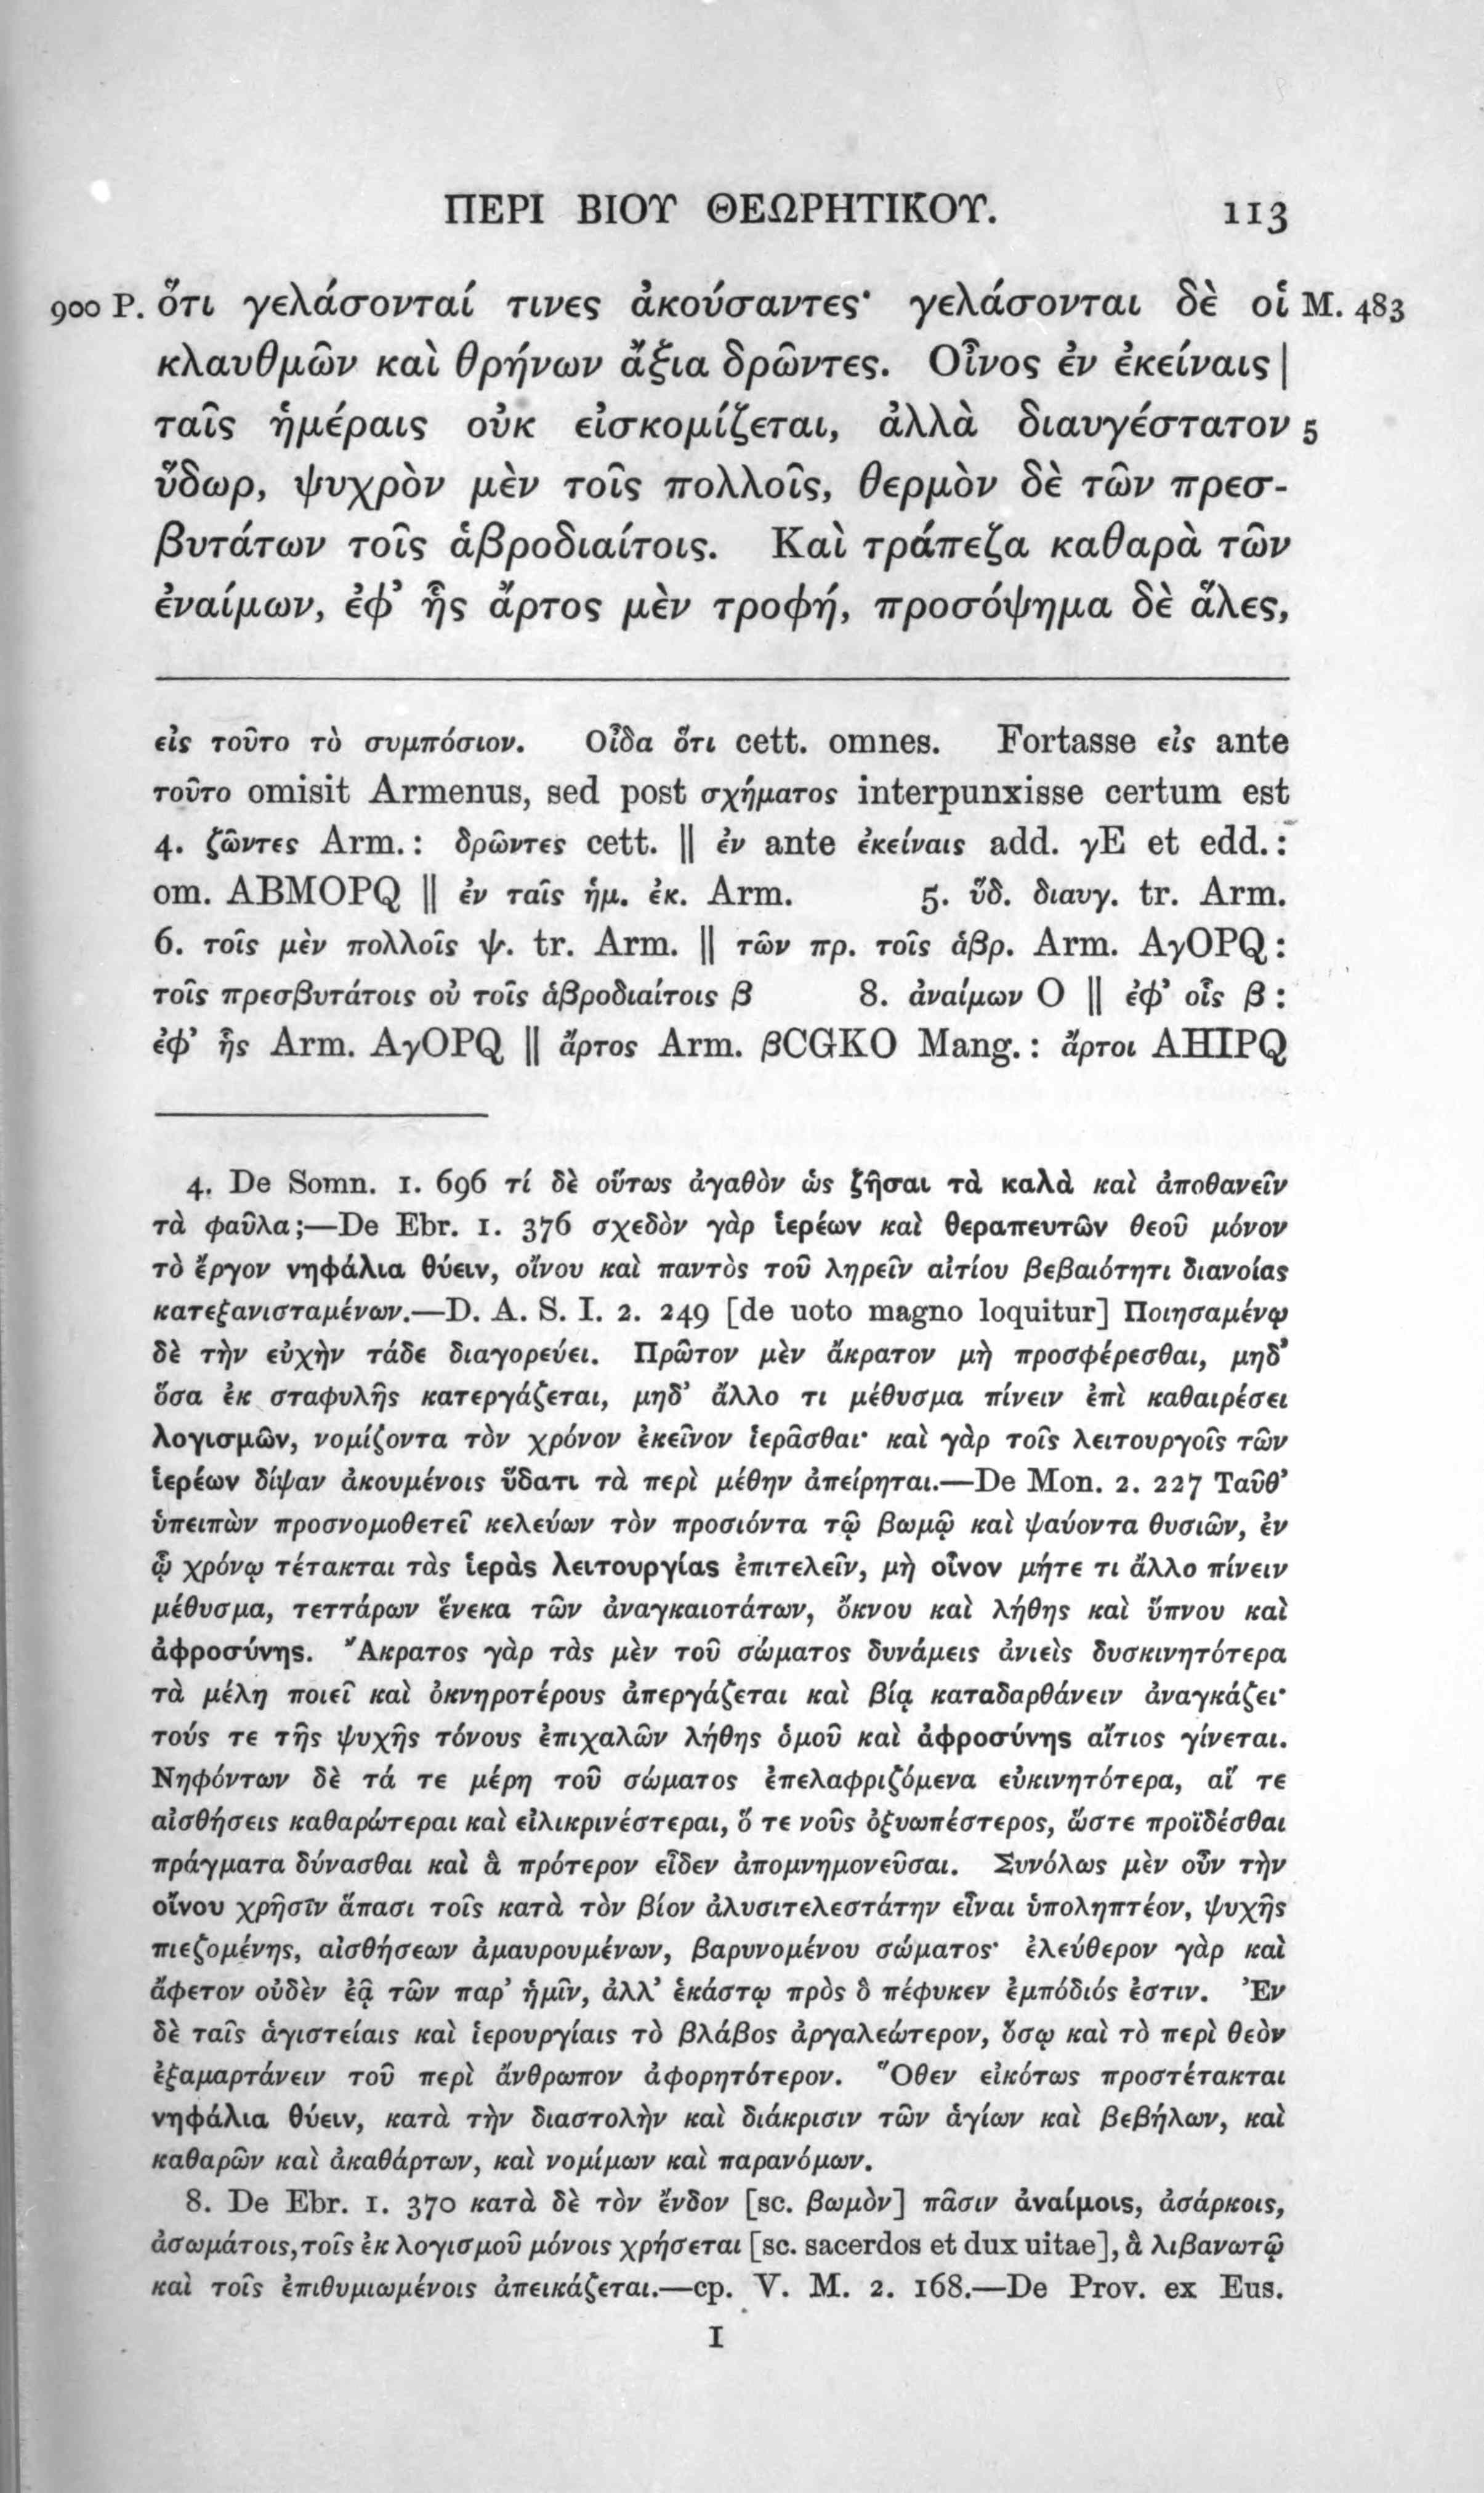 ΠΕΡΙ ΒΙΟΥ ΘΕΩΡΗΤΙΚΟΥ. 113
900 P. ὅτι γελάσονταί τινες ἀκούσαντες· γελάσονται δὲ οἱ M. 483
κλαυθμῶν καὶ θρήνων ἄξια δρῶντες. Οἶνος ἐν ἐκείναις |
ταῖς ἡμέραις οὐκ εἰσκομίζεται, ἀλλὰ διαυγέστατον 5
ὕδωρ, ψυχρὸν μὲν τοῖς πολλοῖς, θερμὸν δὲ τῶν πρεσ-
βυτάτων τοῖς ἁβροδιαίτοις. Καὶ τράπεζα καθαρὰ τῶν
ἐναίμων, ἐφ’ ἧς ἄρτος μὲν τροφή, προσόψημα δὲ ἅλες,
εἰς τοῦτο τὸ συμπόσιον. Οἶδα ὅτι cett. omnes. Fortasse εἰς ante
τοῦτο omisit Armenus, sed post σχήματος interpunxisse certum est
4. ζῶντες Arm.: δρῶντες cett. || ἐν ante ἐκείναις add. γE et edd.:
om. ABMOPQ || ἐν ταῖς ἡμ. ἐκ. Arm. 5. ὕδ. διαυγ. tr. Arm.
6. τοῖς μὲν πολλοῖς ψ. tr. Arm. || τῶν πρ. τοῖς ἁβρ. Arm. AγOPQ:
τοῖς πρεσβυτάτοις οὐ τοῖς ἁβροδιαίτοις β 8. ἀναίμων O || ἐφ’ οἷς β:
ἐφ’ ἧς Arm. AγOPQ || ἄρτος Arm. βCGKO Mang.: ἄρτοι AHIPQ
4. De Somn. 1. 696 τί δὲ οὕτως ἀγαθὸν ὡς ζῆσαι τὰ καλὰ καὶ ἀποθανεῖν
τὰ φαῦλα;—De Ebr. 1. 376 σχεδὸν γὰρ ἱερέων καὶ θεραπευτῶν θεοῦ μόνον
τὸ ἔργον νηφάλια θύειν, οἴνου καὶ παντὸς τοῦ ληρεῖν αἰτίου βεβαιότητι διανοίας
κατεξανισταμένων.—D. A. S. I. 2. 249 [de uoto magno loquitur] Ποιησαμένῳ
δὲ τὴν εὐχὴν τάδε διαγορεύει. Πρῶτον μὲν ἄκρατον μὴ προσφέρεσθαι, μηδ’
ὅσα ἐκ σταφυλῆς κατεργάζεται, μηδ’ ἄλλο τι μέθυσμα πίνειν ἐπὶ καθαιρέσει
λογισμῶν, νομίζοντα τὸν χρόνον ἐκεῖνον ἱερᾶσθαι· καὶ γὰρ τοῖς λειτουργοῖς τῶν
ἱερέων δίψαν ἀκουμένοις ὕδατι τὰ περὶ μέθην ἀπείρηται.—De Mon. 2. 227 Ταῦθ’
ὑπειπὼν προσνομοθετεῖ κελεύων τὸν προσιόντα τῷ βωμῷ καὶ ψαύοντα θυσιῶν, ἐν
ᾧ χρόνῳ τέτακται τὰς ἱερὰς λειτουργίας ἐπιτελεῖν, μὴ οἶνον μήτε τι ἄλλο πίνειν
μέθυσμα, τεττάρων ἕνεκα τῶν ἀναγκαιοτάτων, ὄκνου καὶ λήθης καὶ ὕπνου καὶ
ἀφροσύνης. Ἄκρατος γὰρ τὰς μὲν τοῦ σώματος δυνάμεις ἀνιεὶς δυσκινητότερα
τὰ μέλη ποιεῖ καὶ ὀκνηροτέρους ἀπεργάζεται καὶ βίᾳ καταδαρθάνειν ἀναγκάζει·
τούς τε τῆς ψυχῆς τόνους ἐπιχαλῶν λήθης ὁμοῦ καὶ ἀφροσύνης αἴτιος γίνεται.
Νηφόντων δὲ τά τε μέρη τοῦ σώματος ἐπελαφριζόμενα εὐκινητότερα, αἵ τε
αἰσθήσεις καθαρώτεραι καὶ εἰλικρινέστεραι, ὅ τε νοῦς ὀξυωπέστερος, ὥστε προϊδέσθαι
πράγματα δύνασθαι καὶ ἃ πρότερον εἶδεν ἀπομνημονεῦσαι. Συνόλως μὲν οὖν τὴν
οἴνου χρῆσιν ἅπασι τοῖς κατὰ τὸν βίον ἀλυσιτελεστάτην εἶναι ὑποληπτέον, ψυχῆς
πιεζομένης, αἰσθήσεων ἀμαυρουμένων, βαρυνομένου σώματος· ἐλεύθερον γὰρ καὶ
ἄφετον οὐδὲν ἐᾷ τῶν παρ’ ἡμῖν, ἀλλ’ ἑκάστῳ πρὸς ὃ πέφυκεν ἐμπόδιός ἐστιν. Ἐν
δὲ ταῖς ἁγιστείαις καὶ ἱερουργίαις τὸ βλάβος ἀργαλεώτερον, ὅσῳ καὶ τὸ περὶ θεὸν
ἐξαμαρτάνειν τοῦ περὶ ἄνθρωπον ἀφορητότερον. Ὅθεν εἰκότως προστέτακται
νηφάλια θύειν, κατὰ τὴν διαστολὴν καὶ διάκρισιν τῶν ἁγίων καὶ βεβήλων, καὶ
καθαρῶν καὶ ἀκαθάρτων, καὶ νομίμων καὶ παρανόμων.
8. De Ebr. 1. 370 κατὰ δὲ τὸν ἔνδον [sc. βωμὸν] πᾶσιν ἀναίμοις, ἀσάρκοις,
ἀσωμάτοις, τοῖς ἐκ λογισμοῦ μόνοις χρήσεται [sc. sacerdos et dux uitae], ἃ λιβανωτῷ
καὶ τοῖς ἐπιθυμιωμένοις ἀπεικάζεται.—cp. V. M. 2. 168.—De Prov. ex Eus.
I